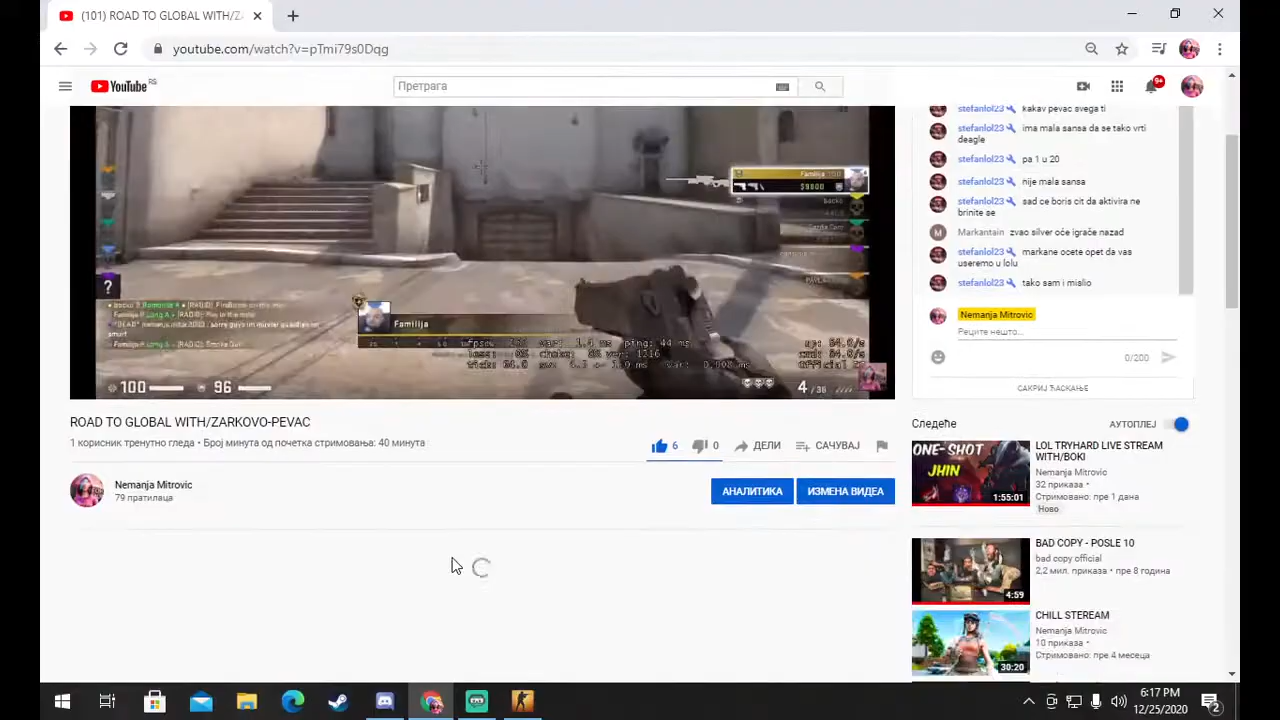 (101) ROAD TO GLOBAL WITH/Z
youtube.com/watch?v=pTmi79s0Dqg
YouTube RS
Претрага
9+
Familija
$9800
?
Familija
100
96
4 / 35
stefanlol23 kakav pevac svega ti
stefanlol23 ima mala sansa da se tako vrti
deagle
stefanlol23 pa 1 u 20
stefanlol23 nije mala sansa
stefanlol23 sad ce boris cit da aktivira ne
brinite se
M Markantain zvao silver oće igrače nazad
stefanlol23 markane ocete opet da vas
useremo u lolu
stefanlol23 tako sam i mislio
Nemanja Mitrovic
Реците нешто...
0/200
САКРИЈ ЋАСКАЊЕ
ROAD TO GLOBAL WITH/ZARKOVO-PEVAC
1 корисник тренутно гледа • Број минута од почетка стримовања: 40 минута
6 0 ДЕЛИ САЧУВАЈ
Nemanja Mitrovic
79 пратилаца
АНАЛИТИКА ИЗМЕНА ВИДЕА
Следеће АУТОПЛЕЈ
ONE-SHOT
JHIN
1:55:01
LOL TRYHARD LIVE STREAM
WITH/BOKI
Nemanja Mitrovic
32 приказа •
Стримовано: пре 1 дана
Ново
4:59
BAD COPY - POSLE 10
bad copy official
2,2 мил. приказа • пре 8 година
30:20
CHILL STEREAM
Nemanja Mitrovic
10 приказа •
Стримовано: пре 4 месеца
6:17 PM
12/25/2020
2